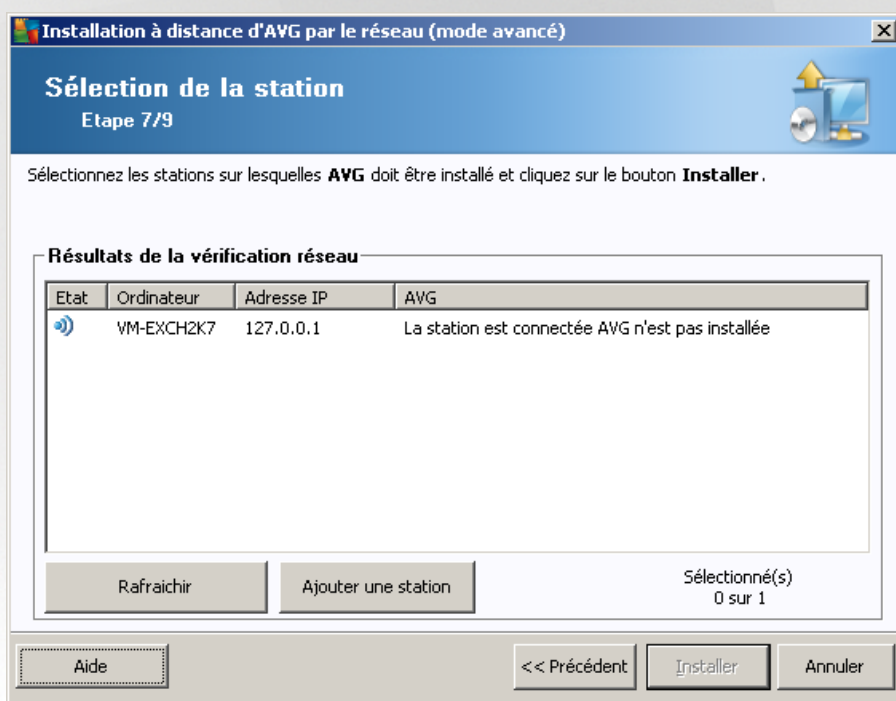 Installation à distance d'AVG par le réseau (mode avancé)
Sélection de la station
Etape 7/9
Sélectionnez les stations sur lesquelles AVG doit être installé et cliquez sur le bouton Installer.
Résultats de la vérification réseau
Etat Ordinateur Adresse IP AVG
VM-EXCH2K7 127.0.0.1 La station est connectée AVG n'est pas installée
Rafraichir Ajouter une station Sélectionné(s)
0 sur 1
Aide << Précédent Installer Annuler